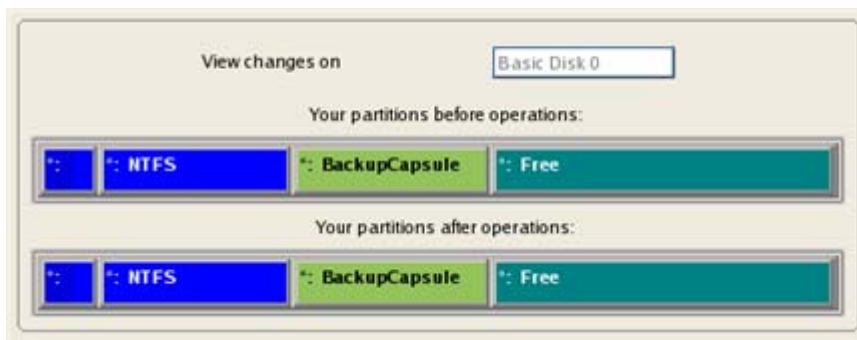 View changes on Basic Disk 0
Your partitions before operations:
*: *: NTFS *: BackupCapsule *: Free
Your partitions after operations:
*: *: NTFS *: BackupCapsule *: Free